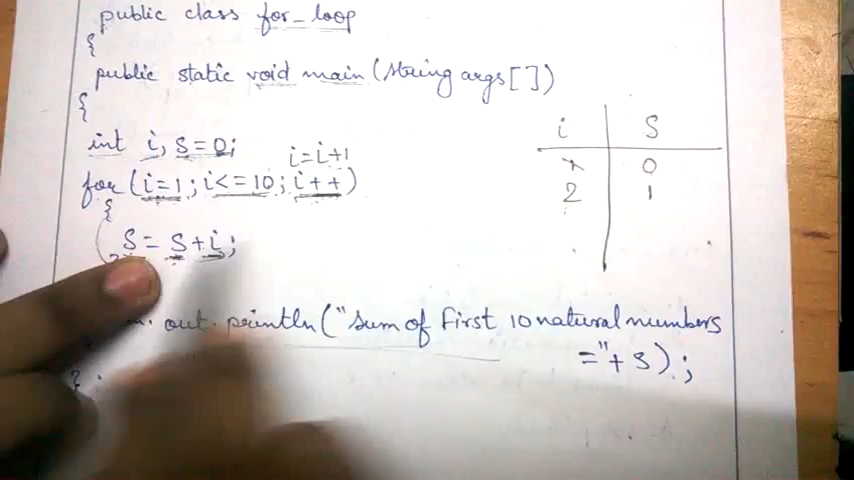 public class for_loop
{
public static void main (String args [])
{
int i, s = 0;
i=i+1
for (i=1; i<=10; i++)
{
s = s + i;
out. println ("Sum of First 10 natural numbers
="+ s);
}
i S
1 0
2 1